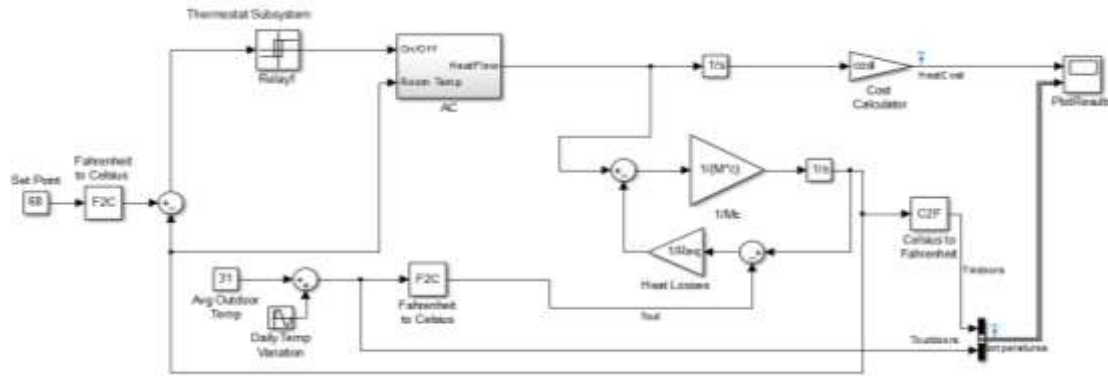 Thermostat Subsystem
Relay1
On/Off
HeatFlow
Room Temp
AC
1/s
cost
Cost
Calculator
HeatCost
PlotResults
Set Point
68
Fahrenheit
to Celsius
F2C
1/(M*c)
1/Mc
1/s
1/Req
Heat Losses
C2F
Celsius to
Fahrenheit
Tindoors
31
Avg Outdoor
Temp
Daily Temp
Variation
F2C
Fahrenheit
to Celsius
Tout
Toutdoors